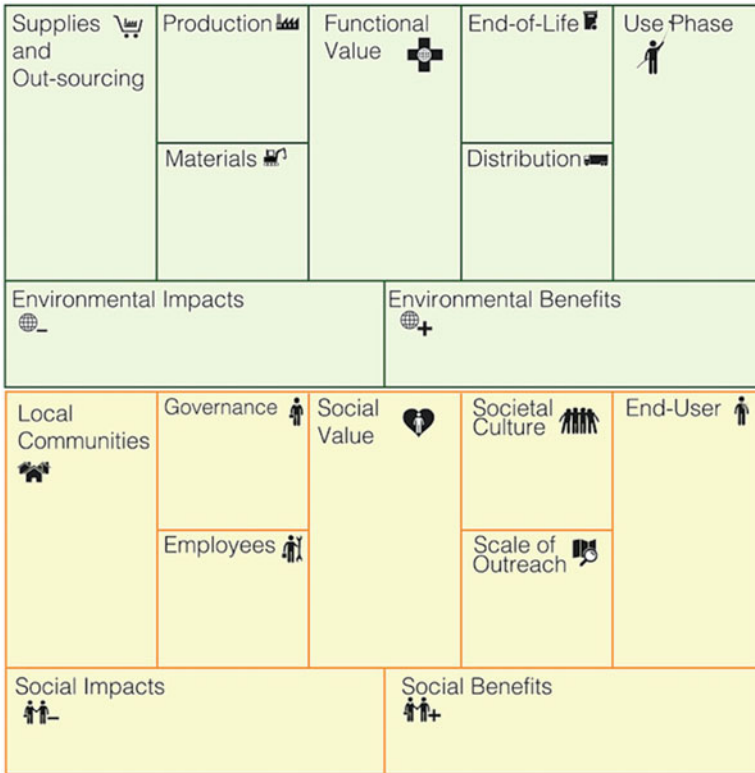 Supplies
and
Out-sourcing
Production
Materials
Functional
Value
End-of-Life
Distribution
Use Phase
Environmental Impacts
Environmental Benefits
Local
Communities
Governance
Employees
Social
Value
Societal
Culture
Scale of
Outreach
End-User
Social Impacts
Social Benefits